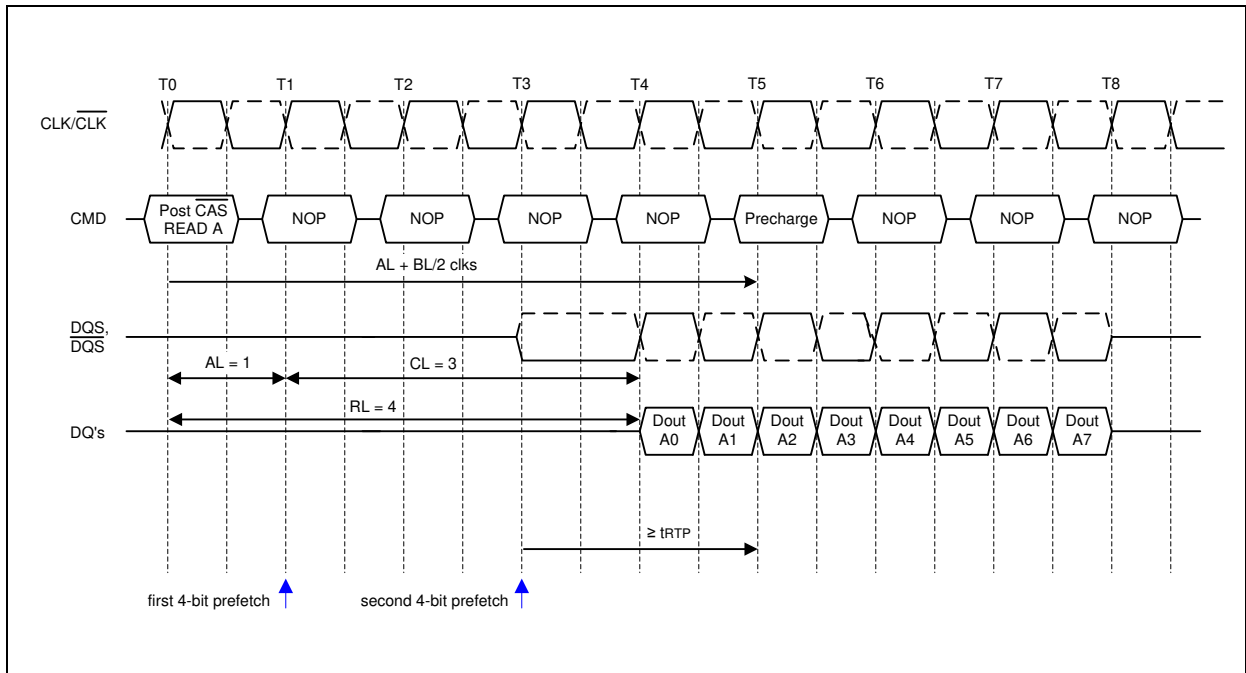 T0 T1 T2 T3 T4 T5 T6 T7 T8
CLK/CLK
CMD
Post CAS
READ A
NOP NOP NOP NOP Precharge NOP NOP NOP
AL + BL/2 clks
DQS,
DQS
AL = 1 CL = 3
RL = 4
DQ's
Dout Dout Dout Dout Dout Dout Dout Dout
A0 A1 A2 A3 A4 A5 A6 A7
≥ tRTP
first 4-bit prefetch second 4-bit prefetch